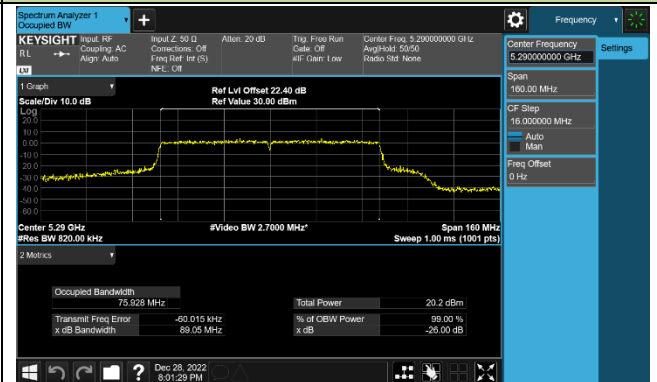 Spectrum Analyzer 1
Occupied BW
+
Frequency
KEYSIGHT
RL
LXI
Input: RF
Coupling: AC
Align: Auto
Input Z: 50 Ω
Corrections: Off
Freq Ref: Int (S)
NFE: Off
Atten: 20 dB
Trig: Free Run
Gate: Off
#IF Gain: Low
Center Freq: 5.290000000 GHz
Avg|Hold: 50/50
Radio Std: None
Center Frequency
5.290000000 GHz
Settings
Span
160.00 MHz
CF Step
16.000000 MHz
Auto
Man
Freq Offset
0 Hz
1 Graph
Scale/Div 10.0 dB
Ref Lvl Offset 22.40 dB
Ref Value 30.00 dBm
Log
20.0
10.0
0.00
-10.0
-20.0
-30.0
-40.0
-50.0
-60.0
Center 5.29 GHz
#Video BW 2.7000 MHz*
Span 160 MHz
#Res BW 820.00 kHz
Sweep 1.00 ms (1001 pts)
2 Metrics
Occupied Bandwidth
75.928 MHz
Total Power 20.2 dBm
Transmit Freq Error -60.015 kHz
% of OBW Power 99.00 %
x dB Bandwidth 89.05 MHz
x dB -26.00 dB
?
Dec 28, 2022
8:01:29 PM